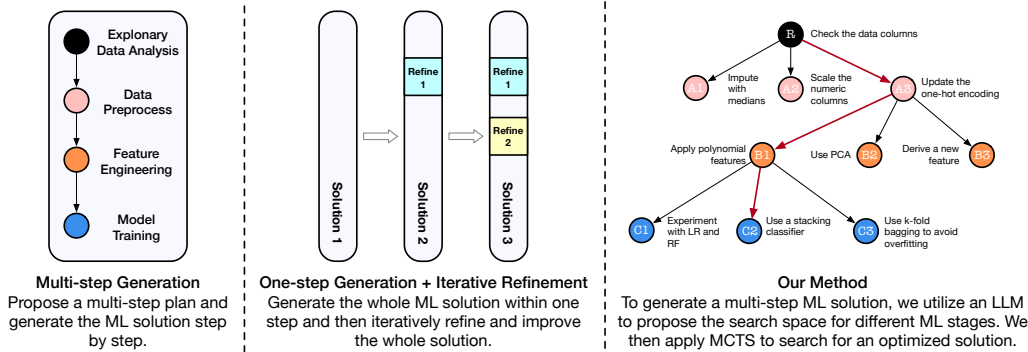 Explonary
Data Analysis
Data
Preprocess
Feature
Engineering
Model
Training
Multi-step Generation
Propose a multi-step plan and
generate the ML solution step
by step.
Solution 1
Refine
1
Solution 2
Refine
1
Refine
2
Solution 3
One-step Generation + Iterative Refinement
Generate the whole ML solution within one
step and then iteratively refine and improve
the whole solution.
R
Check the data columns
A1
Impute
with
medians
A2
Scale the
numeric
columns
A3
Update the
one-hot encoding
Apply polynomial
features
B1
Use PCA
B2
Derive a new
feature
B3
C1
Experiment
with LR and
RF
C2
Use a stacking
classifier
C3
Use k-fold
bagging to avoid
overfitting
Our Method
To generate a multi-step ML solution, we utilize an LLM
to propose the search space for different ML stages. We
then apply MCTS to search for an optimized solution.